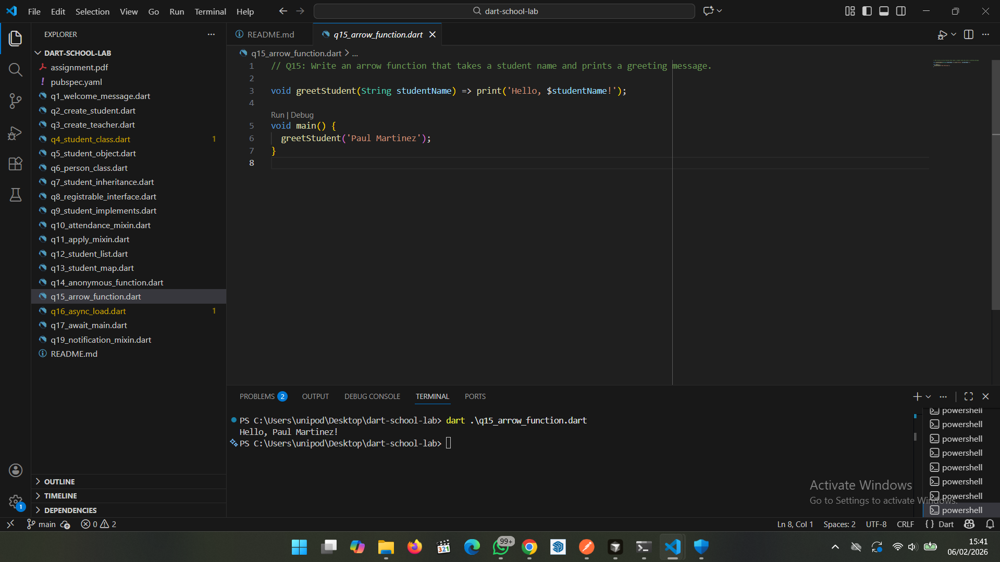 File Edit Selection View Go Run Terminal Help
dart-school-lab
EXPLORER
DART-SCHOOL-LAB
assignment.pdf
pubspec.yaml
q1_welcome_message.dart
q2_create_student.dart
q3_create_teacher.dart
q4_student_class.dart 1
q5_student_object.dart
q6_person_class.dart
q7_student_inheritance.dart
q8_registrable_interface.dart
q9_student_implements.dart
q10_attendance_mixin.dart
q11_apply_mixin.dart
q12_student_list.dart
q13_student_map.dart
q14_anonymous_function.dart
q15_arrow_function.dart
q16_async_load.dart 1
q17_await_main.dart
q19_notification_mixin.dart
README.md
OUTLINE
TIMELINE
DEPENDENCIES
1
README.md
q15_arrow_function.dart
q15_arrow_function.dart > ...
1 // Q15: Write an arrow function that takes a student name and prints a greeting message.
2
3 void greetStudent(String studentName) => print('Hello, $studentName!');
4
Run | Debug
5 void main() {
6 greetStudent('Paul Martinez');
7 }
8
PROBLEMS 2 OUTPUT DEBUG CONSOLE TERMINAL PORTS
PS C:\Users\unipod\Desktop\dart-school-lab> dart .\q15_arrow_function.dart
Hello, Paul Martinez!
PS C:\Users\unipod\Desktop\dart-school-lab>
powershell
powershell
powershell
powershell
powershell
powershell
powershell
powershell
Activate Windows
Go to Settings to activate Windows.
main 0 2
Ln 8, Col 1 Spaces: 2 UTF-8 CRLF { } Dart
321
99+
15:41
06/02/2026